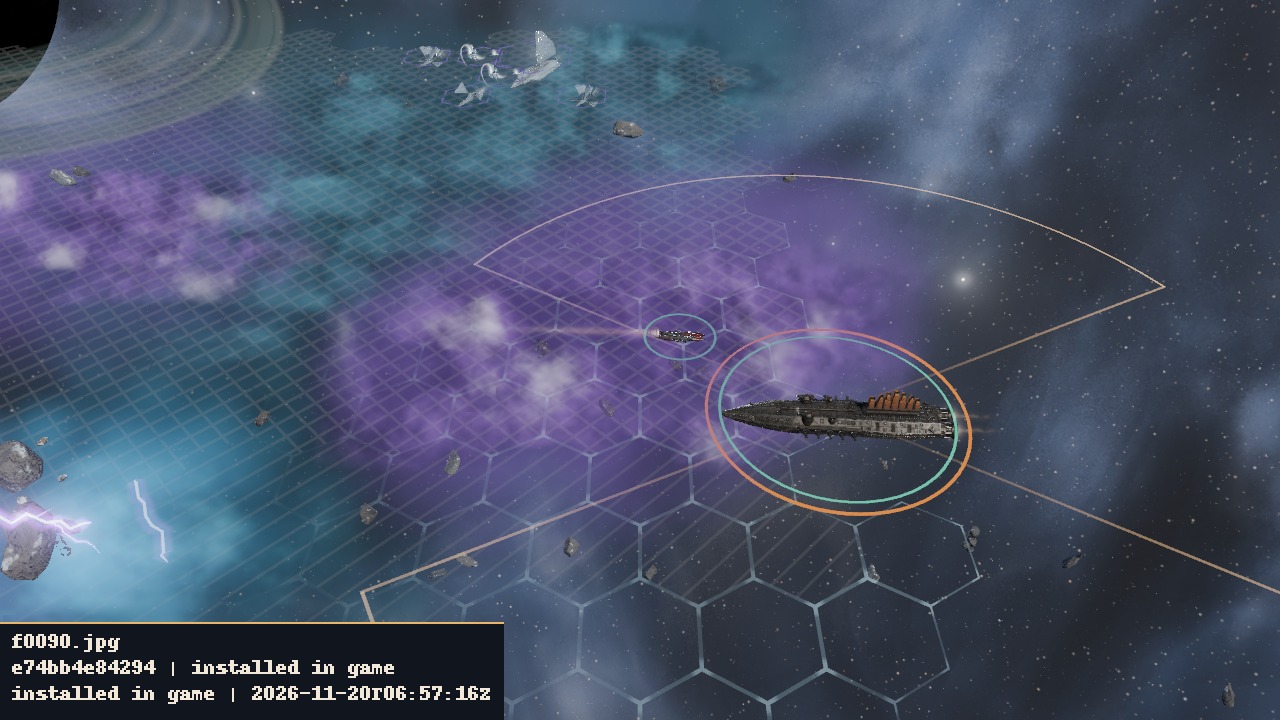 f0090.jpg
e74bb4e84294 | installed in game
installed in game | 2026-11-20T06:57:16Z